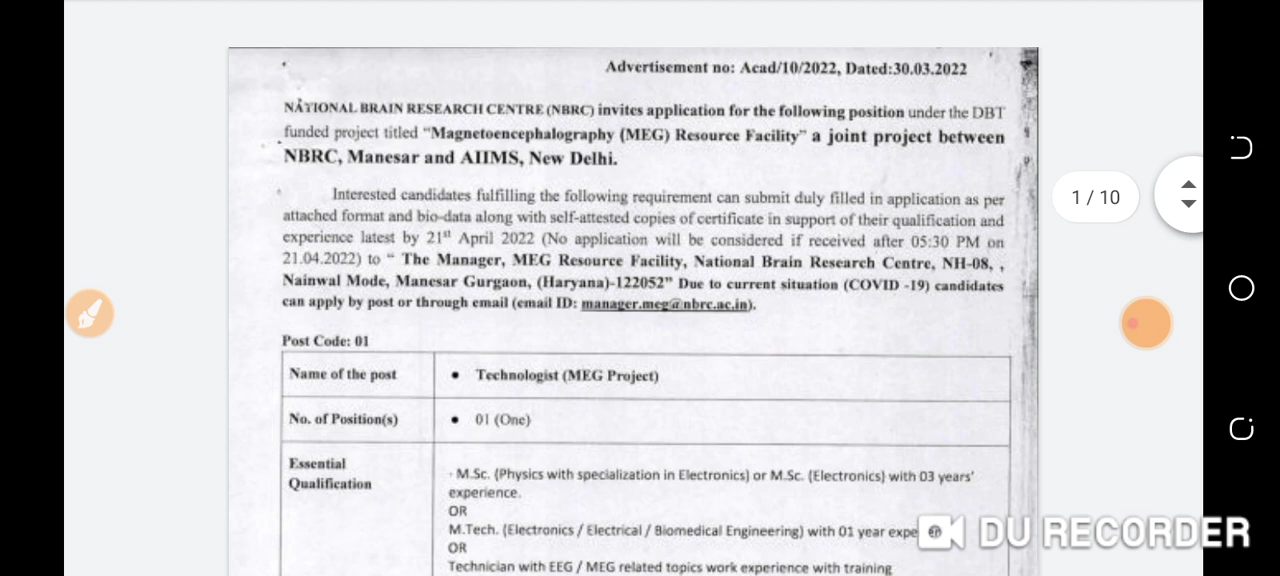 Advertisement no: Acad/10/2022, Dated:30.03.2022
NATIONAL BRAIN RESEARCH CENTRE (NBRC) invites application for the following position under the DBT
funded project titled "Magnetoencephalography (MEG) Resource Facility" a joint project between
NBRC, Manesar and AIIMS, New Delhi.
Interested candidates fulfilling the following requirement can submit duly filled in application as per
attached format and bio-data along with self-attested copies of certificate in support of their qualification and
experience latest by 21st April 2022 (No application will be considered if received after 05:30 PM on
21.04.2022) to " The Manager, MEG Resource Facility, National Brain Research Centre, NH-08, ,
Nainwal Mode, Manesar Gurgaon, (Haryana)-122052" Due to current situation (COVID -19) candidates
can apply by post or through email (email ID: manager.meg@nbrc.ac.in).
1 / 10
Post Code: 01
Name of the post • Technologist (MEG Project)
No. of Position(s) • 01 (One)
Essential
Qualification
- M.Sc. (Physics with specialization in Electronics) or M.Sc. (Electronics) with 03 years'
experience.
OR
M.Tech. (Electronics / Electrical / Biomedical Engineering) with 01 year expe
OR
Technician with EEG / MEG related topics work experience with training
DU RECORDER